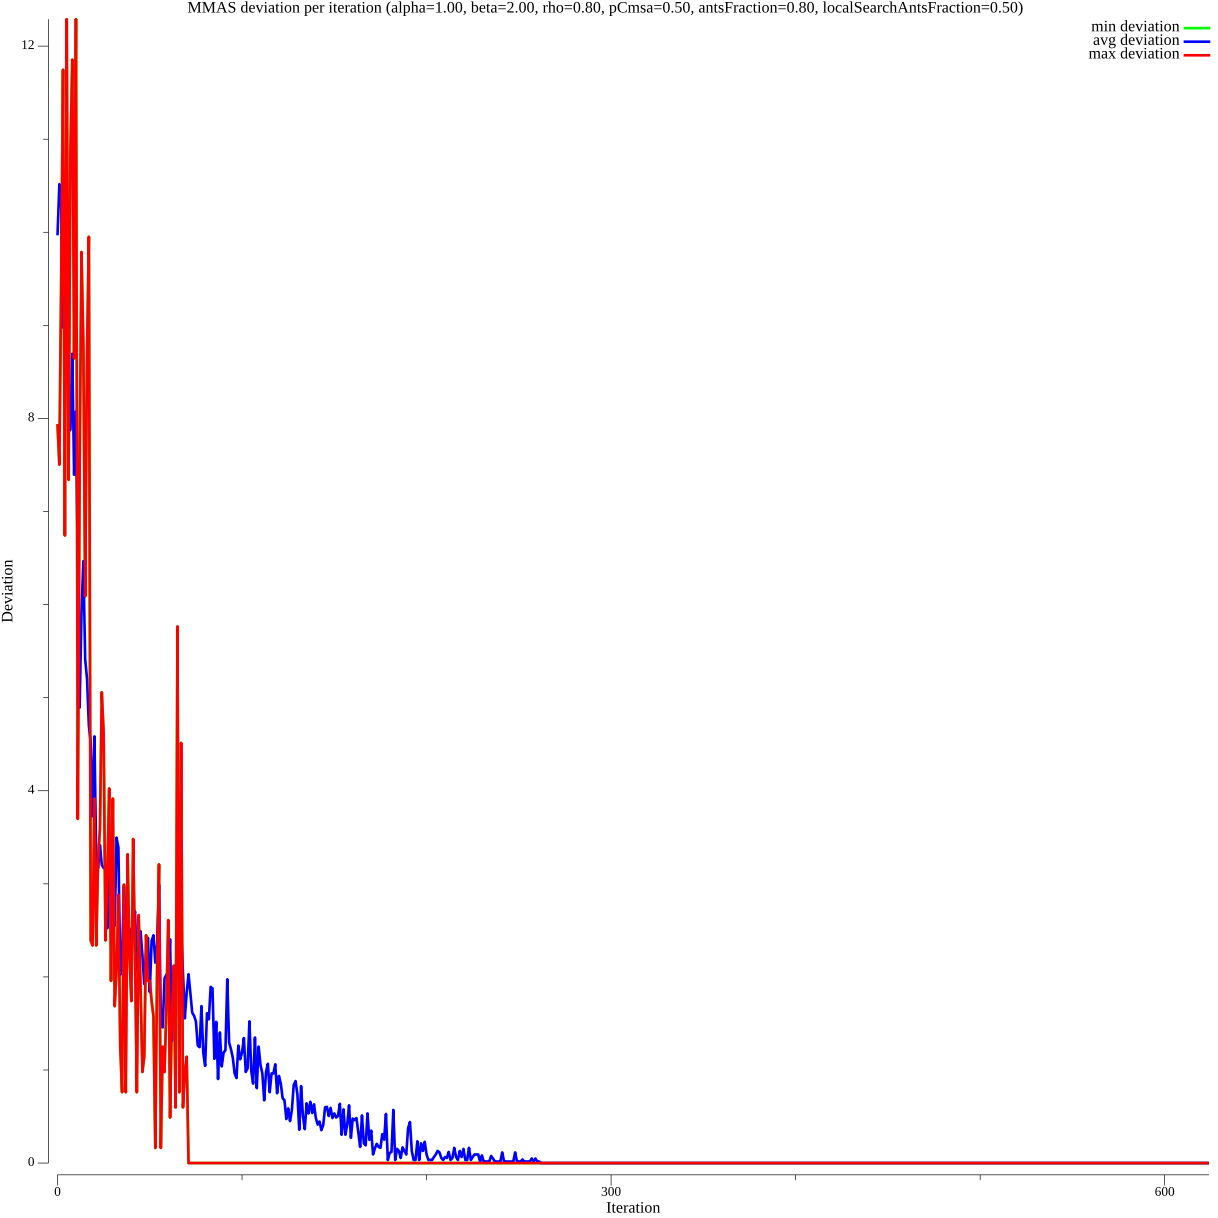 MMAS deviation per iteration (alpha=1.00, beta=2.00, rho=0.80, pCmsa=0.50, antsFraction=0.80, localSearchAntsFraction=0.50)
min deviation
avg deviation
max deviation
12
8
4
0
Deviation
0
300
600
Iteration